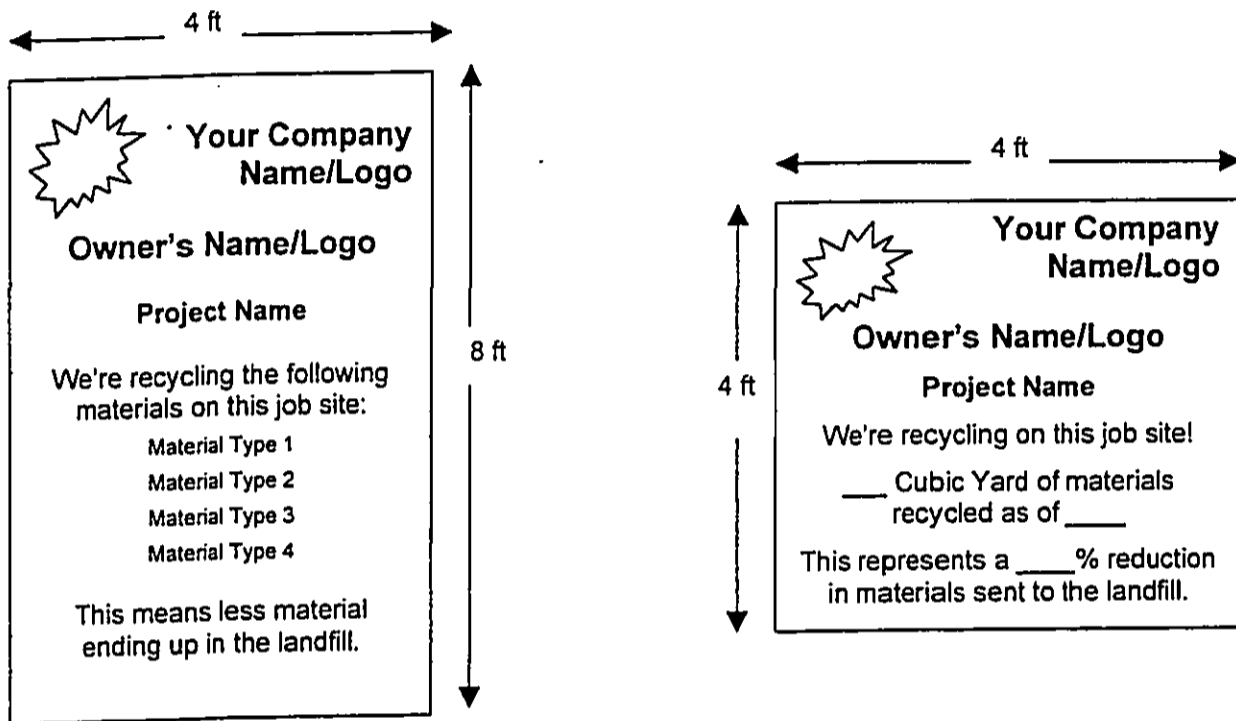 4 ft
Your Company
Name/Logo
Owner's Name/Logo
Project Name
We're recycling the following
materials on this job site:
Material Type 1
Material Type 2
Material Type 3
Material Type 4
This means less material
ending up in the landfill.
8 ft
4 ft
4 ft
Your Company
Name/Logo
Owner's Name/Logo
Project Name
We're recycling on this job site!
___ Cubic Yard of materials
recycled as of ____
This represents a ____% reduction
in materials sent to the landfill.